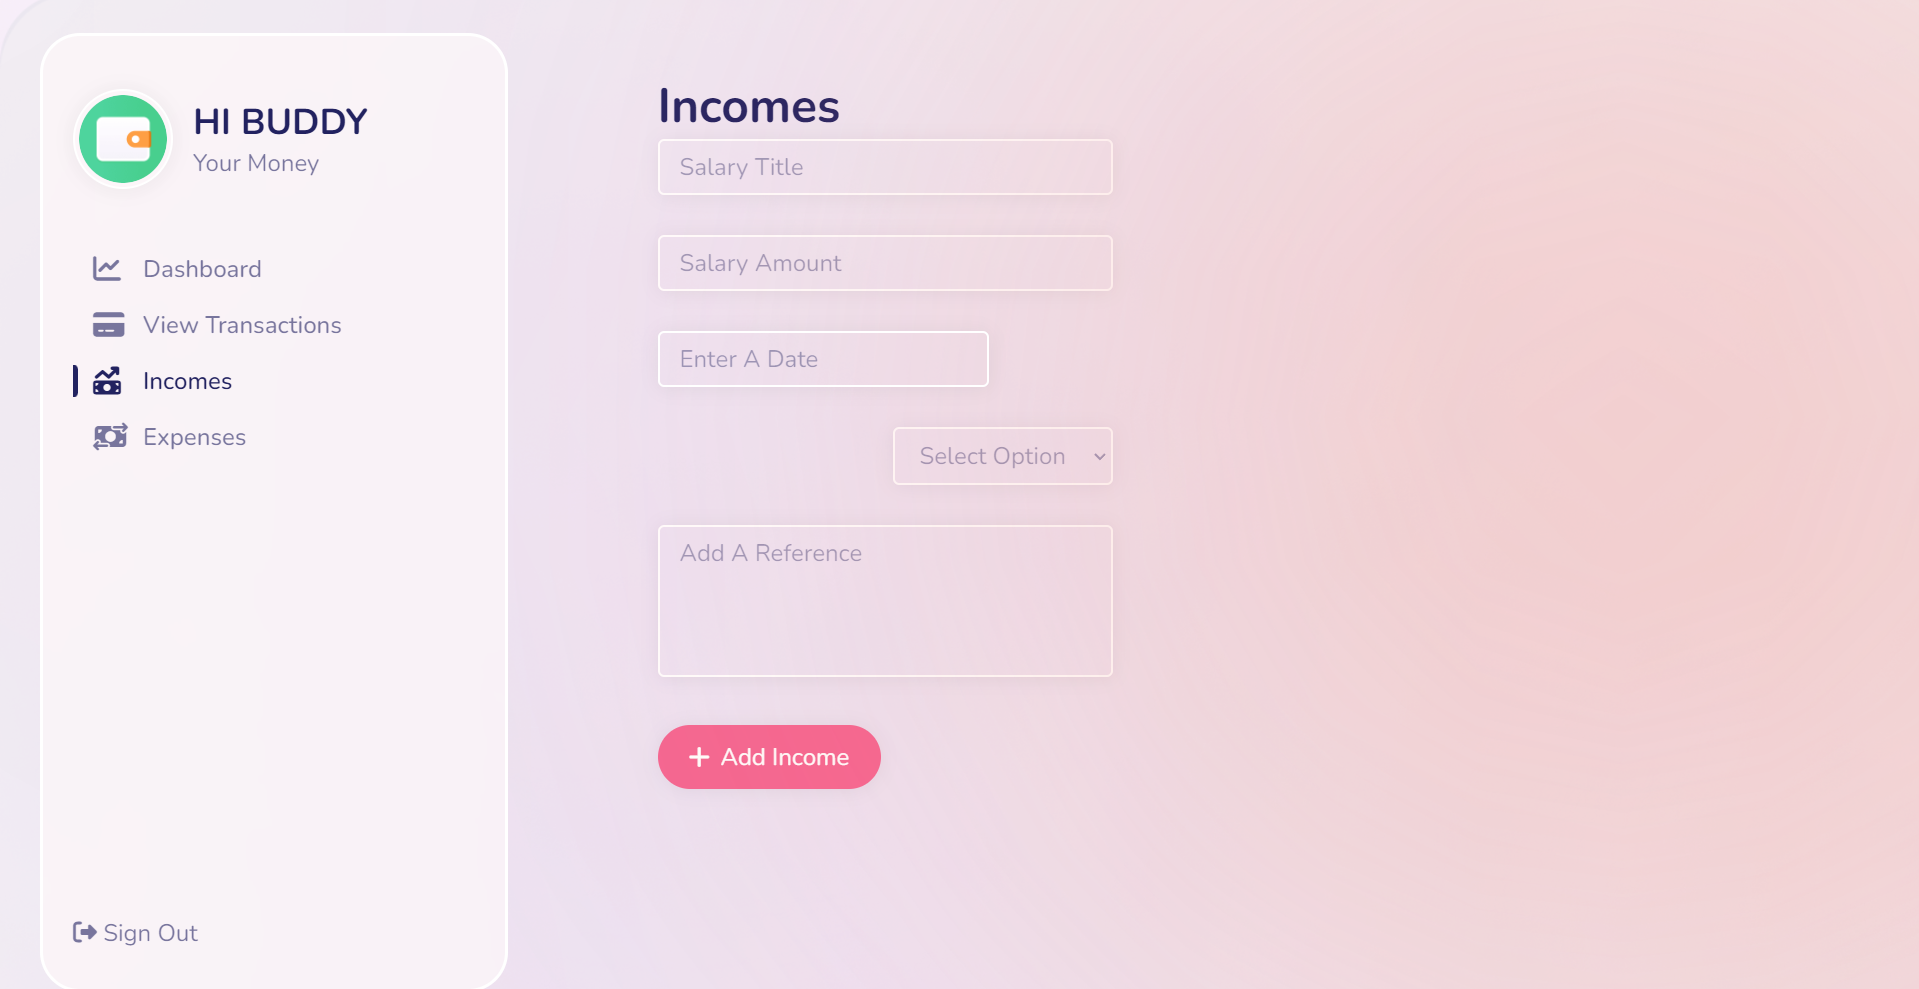 HI BUDDY
Your Money
Dashboard
View Transactions
Incomes
Expenses
Sign Out
Incomes
Salary Title
Salary Amount
Enter A Date
Select Option
Add A Reference
Add Income